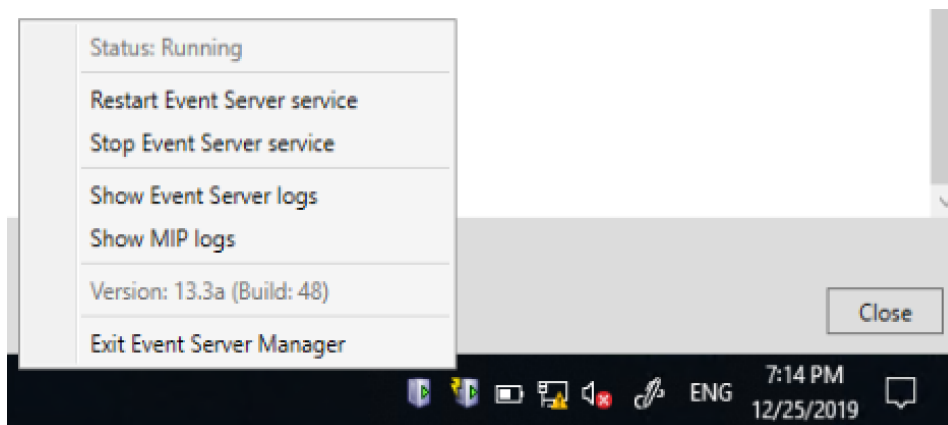 Status: Running
Restart Event Server service
Stop Event Server service
Show Event Server logs
Show MIP logs
Version: 13.3a (Build: 48)
Exit Event Server Manager
Close
ENG
7:14 PM
12/25/2019